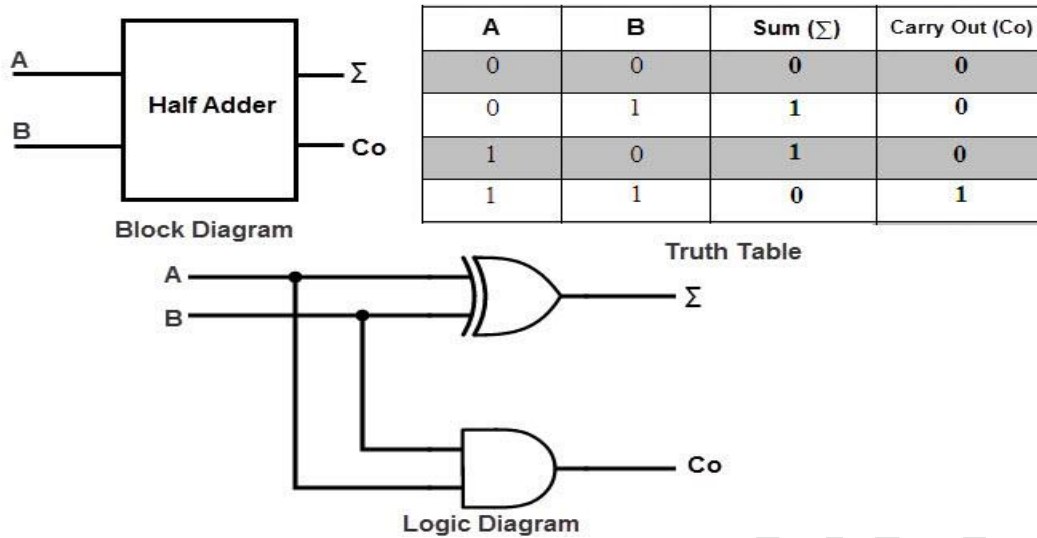 A
B
Half Adder
Σ
Co
Block Diagram
A B Sum (∑) Carry Out (Co)
0 0 0 0
0 1 1 0
1 0 1 0
1 1 0 1
Truth Table
A
B
Σ
Co
Logic Diagram